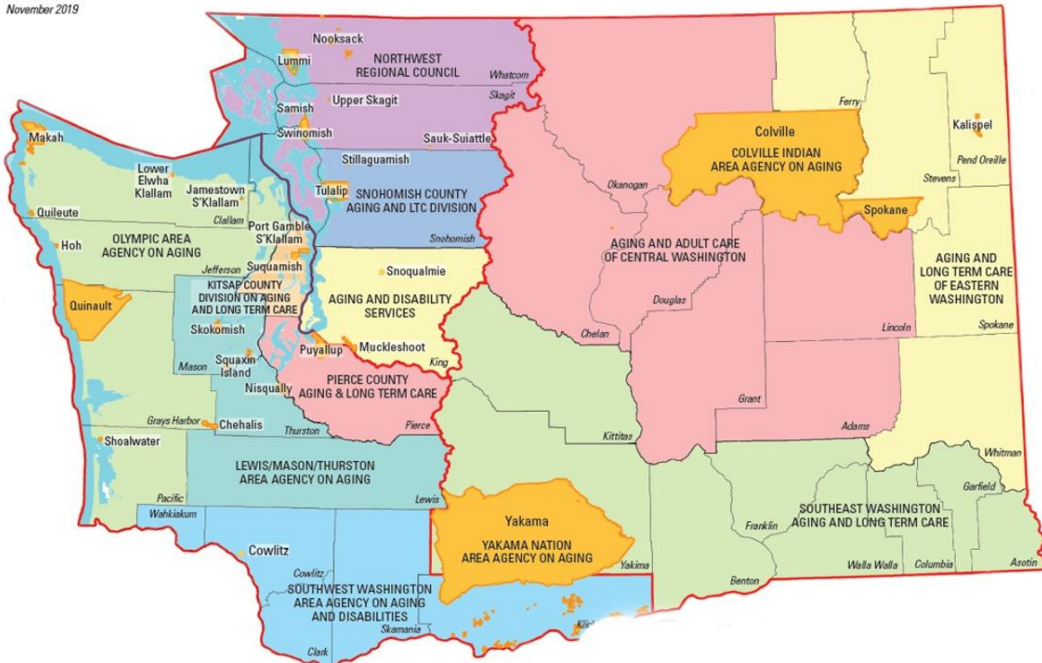 November 2019
Nooksack
Lummi
NORTHWEST
REGIONAL COUNCIL
Whatcom
Skagit
Samish
Upper Skagit
Swinomish
Sauk-Suiattle
Makah
Stillaguamish
Lower
Elwha
Klallam
Jamestown
S'Klallam
Tulalip
SNOHOMISH COUNTY
AGING AND LTC DIVISION
Snohomish
Quileute
Clallam
Port Gamble
S'Klallam
Hoh
OLYMPIC AREA
AGENCY ON AGING
Jefferson
Suquamish
Snoqualmie
KITSAP COUNTY
DIVISION ON AGING
AND LONG TERM CARE
AGING AND DISABILITY
SERVICES
King
Quinault
Skokomish
Mason
Squaxin
Island
Puyallup
Muckleshoot
Nisqually
PIERCE COUNTY
AGING & LONG TERM CARE
Pierce
Grays Harbor
Chehalis
Thurston
Shoalwater
LEWIS/MASON/THURSTON
AREA AGENCY ON AGING
Pacific
Lewis
Wahkiakum
Cowlitz
Cowlitz
SOUTHWEST WASHINGTON
AREA AGENCY ON AGING
AND DISABILITIES
Skamania
Clark
Ferry
Kalispel
Pend Oreille
Stevens
Colville
COLVILLE INDIAN
AREA AGENCY ON AGING
Okanogan
Spokane
AGING AND ADULT CARE
OF CENTRAL WASHINGTON
AGING AND
LONG TERM CARE
OF EASTERN
WASHINGTON
Spokane
Douglas
Chelan
Lincoln
Grant
Adams
Kittitas
Whitman
Yakama
YAKAMA NATION
AREA AGENCY ON AGING
Yakima
Benton
Franklin
SOUTHEAST WASHINGTON
AGING AND LONG TERM CARE
Garfield
Walla Walla
Columbia
Asotin